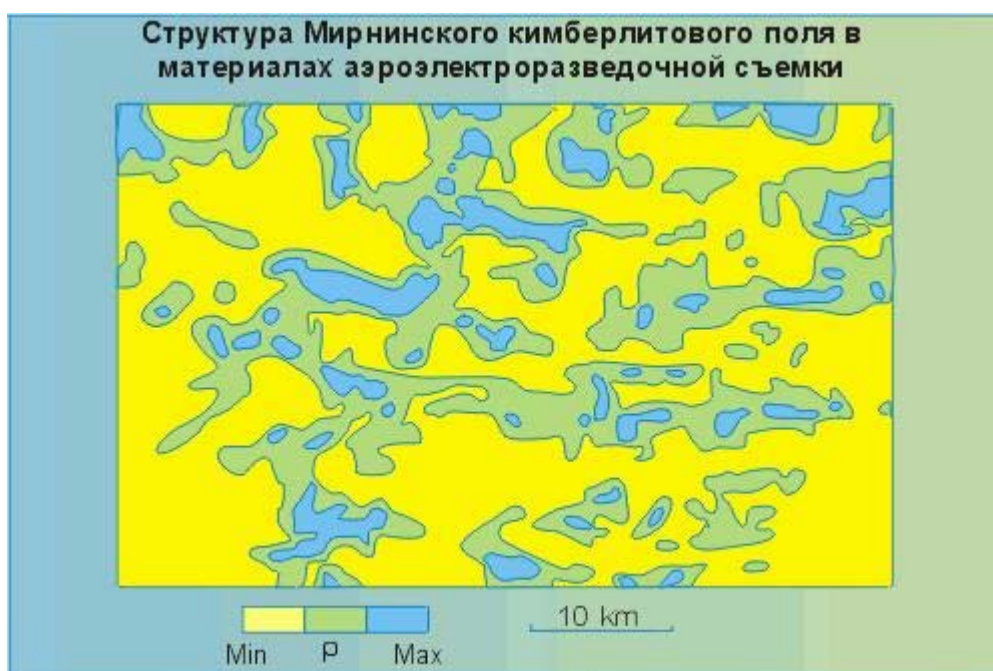 Структура Мирнинского кимберлитового поля в
материалах аэроэлектроразведочной съемки
10 km
Min ρ Max